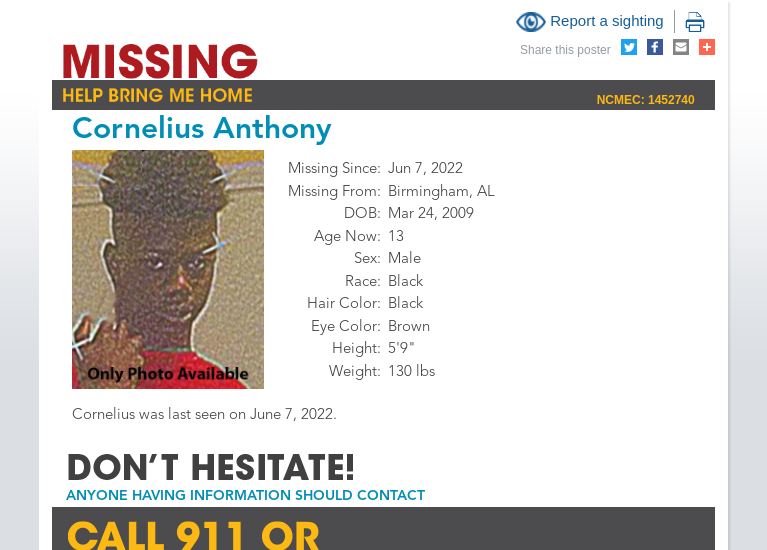 Report a sighting
Share this poster
MISSING
HELP BRING ME HOME
NCMEC: 1452740
Cornelius Anthony
Missing Since: Jun 7, 2022
Missing From: Birmingham, AL
DOB: Mar 24, 2009
Age Now: 13
Sex: Male
Race: Black
Hair Color: Black
Eye Color: Brown
Height: 5'9"
Weight: 130 lbs
Only Photo Available
Cornelius was last seen on June 7, 2022.
DON'T HESITATE!
ANYONE HAVING INFORMATION SHOULD CONTACT
CALL 911 OR